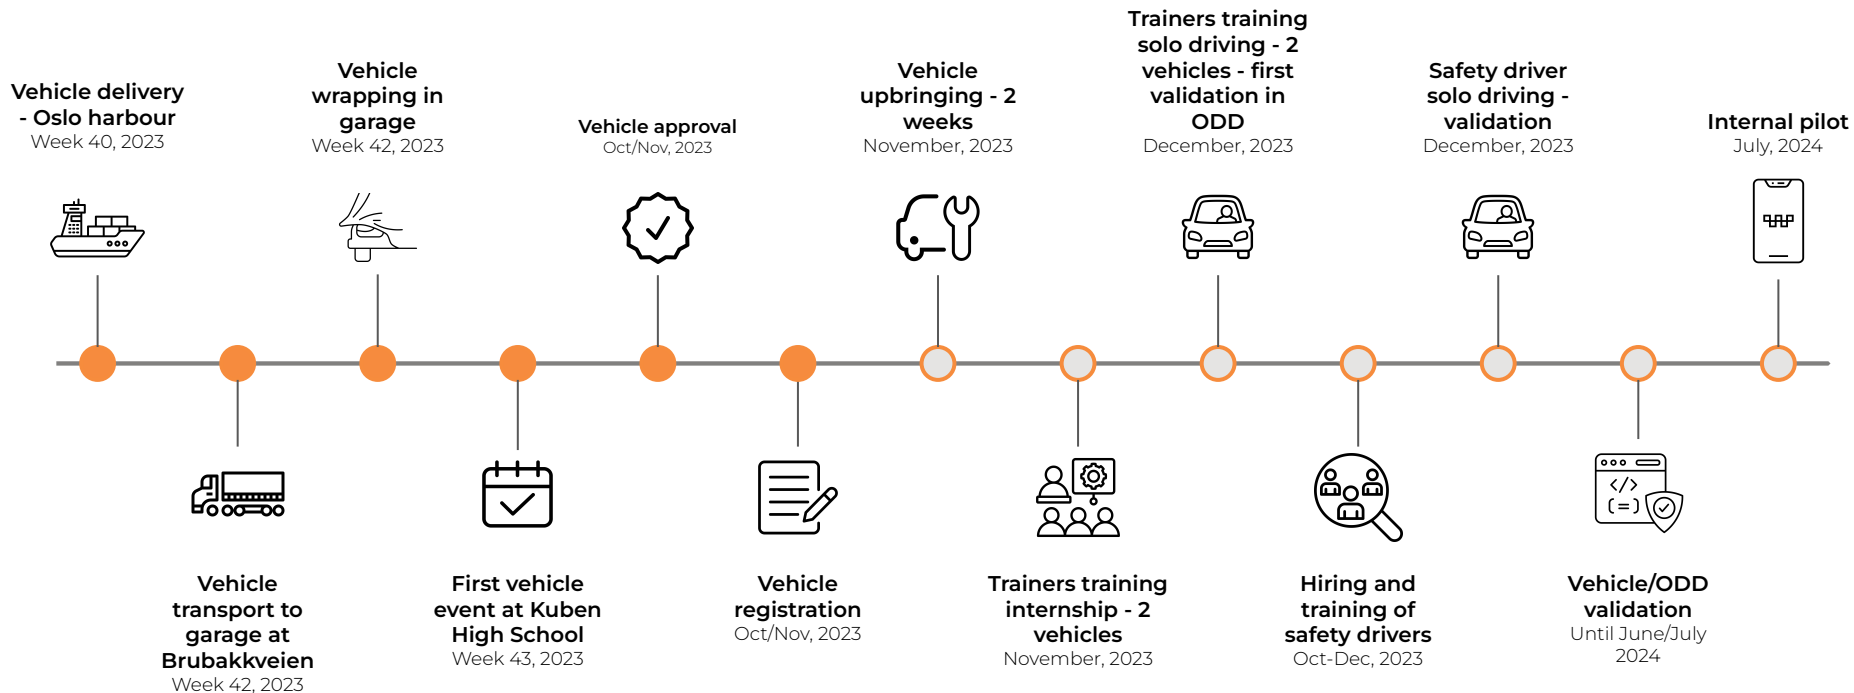 Vehicle delivery
- Oslo harbour
Week 40, 2023
Vehicle
transport to
garage at
Brubakkveien
Week 42, 2023
Vehicle
wrapping in
garage
Week 42, 2023
First vehicle
event at Kuben
High School
Week 43, 2023
Vehicle approval
Oct/Nov, 2023
Vehicle
registration
Oct/Nov, 2023
Vehicle
upbringing - 2
weeks
November, 2023
Trainers training
internship - 2
vehicles
November, 2023
Trainers training
solo driving - 2
vehicles - first
validation in
ODD
December, 2023
Hiring and
training of
safety drivers
Oct-Dec, 2023
Safety driver
solo driving -
validation
December, 2023
</>
(=)
Vehicle/ODD
validation
Until June/July
2024
Internal pilot
July, 2024